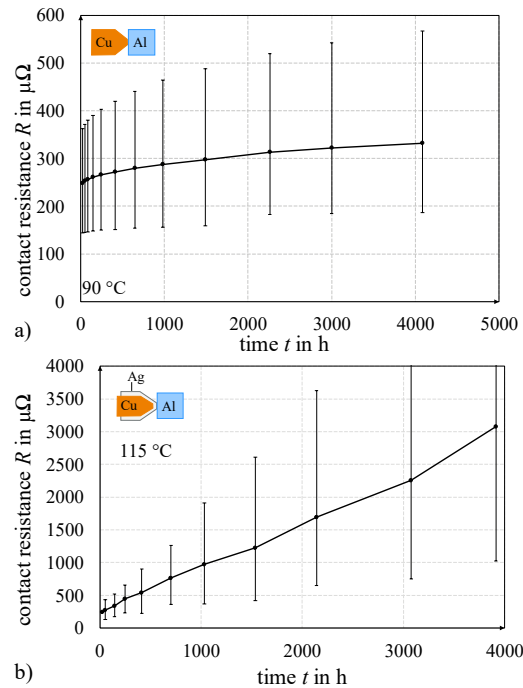 600
Cu Al
500
400
300
200
100
90 °C
0
0 1000 2000 3000 4000 5000
contact resistance R in μΩ
a)
time t in h
4000
Ag
Cu Al
3500
115 °C
3000
2500
2000
1500
1000
500
0
0 1000 2000 3000 4000
contact resistance R in μΩ
b)
time t in h